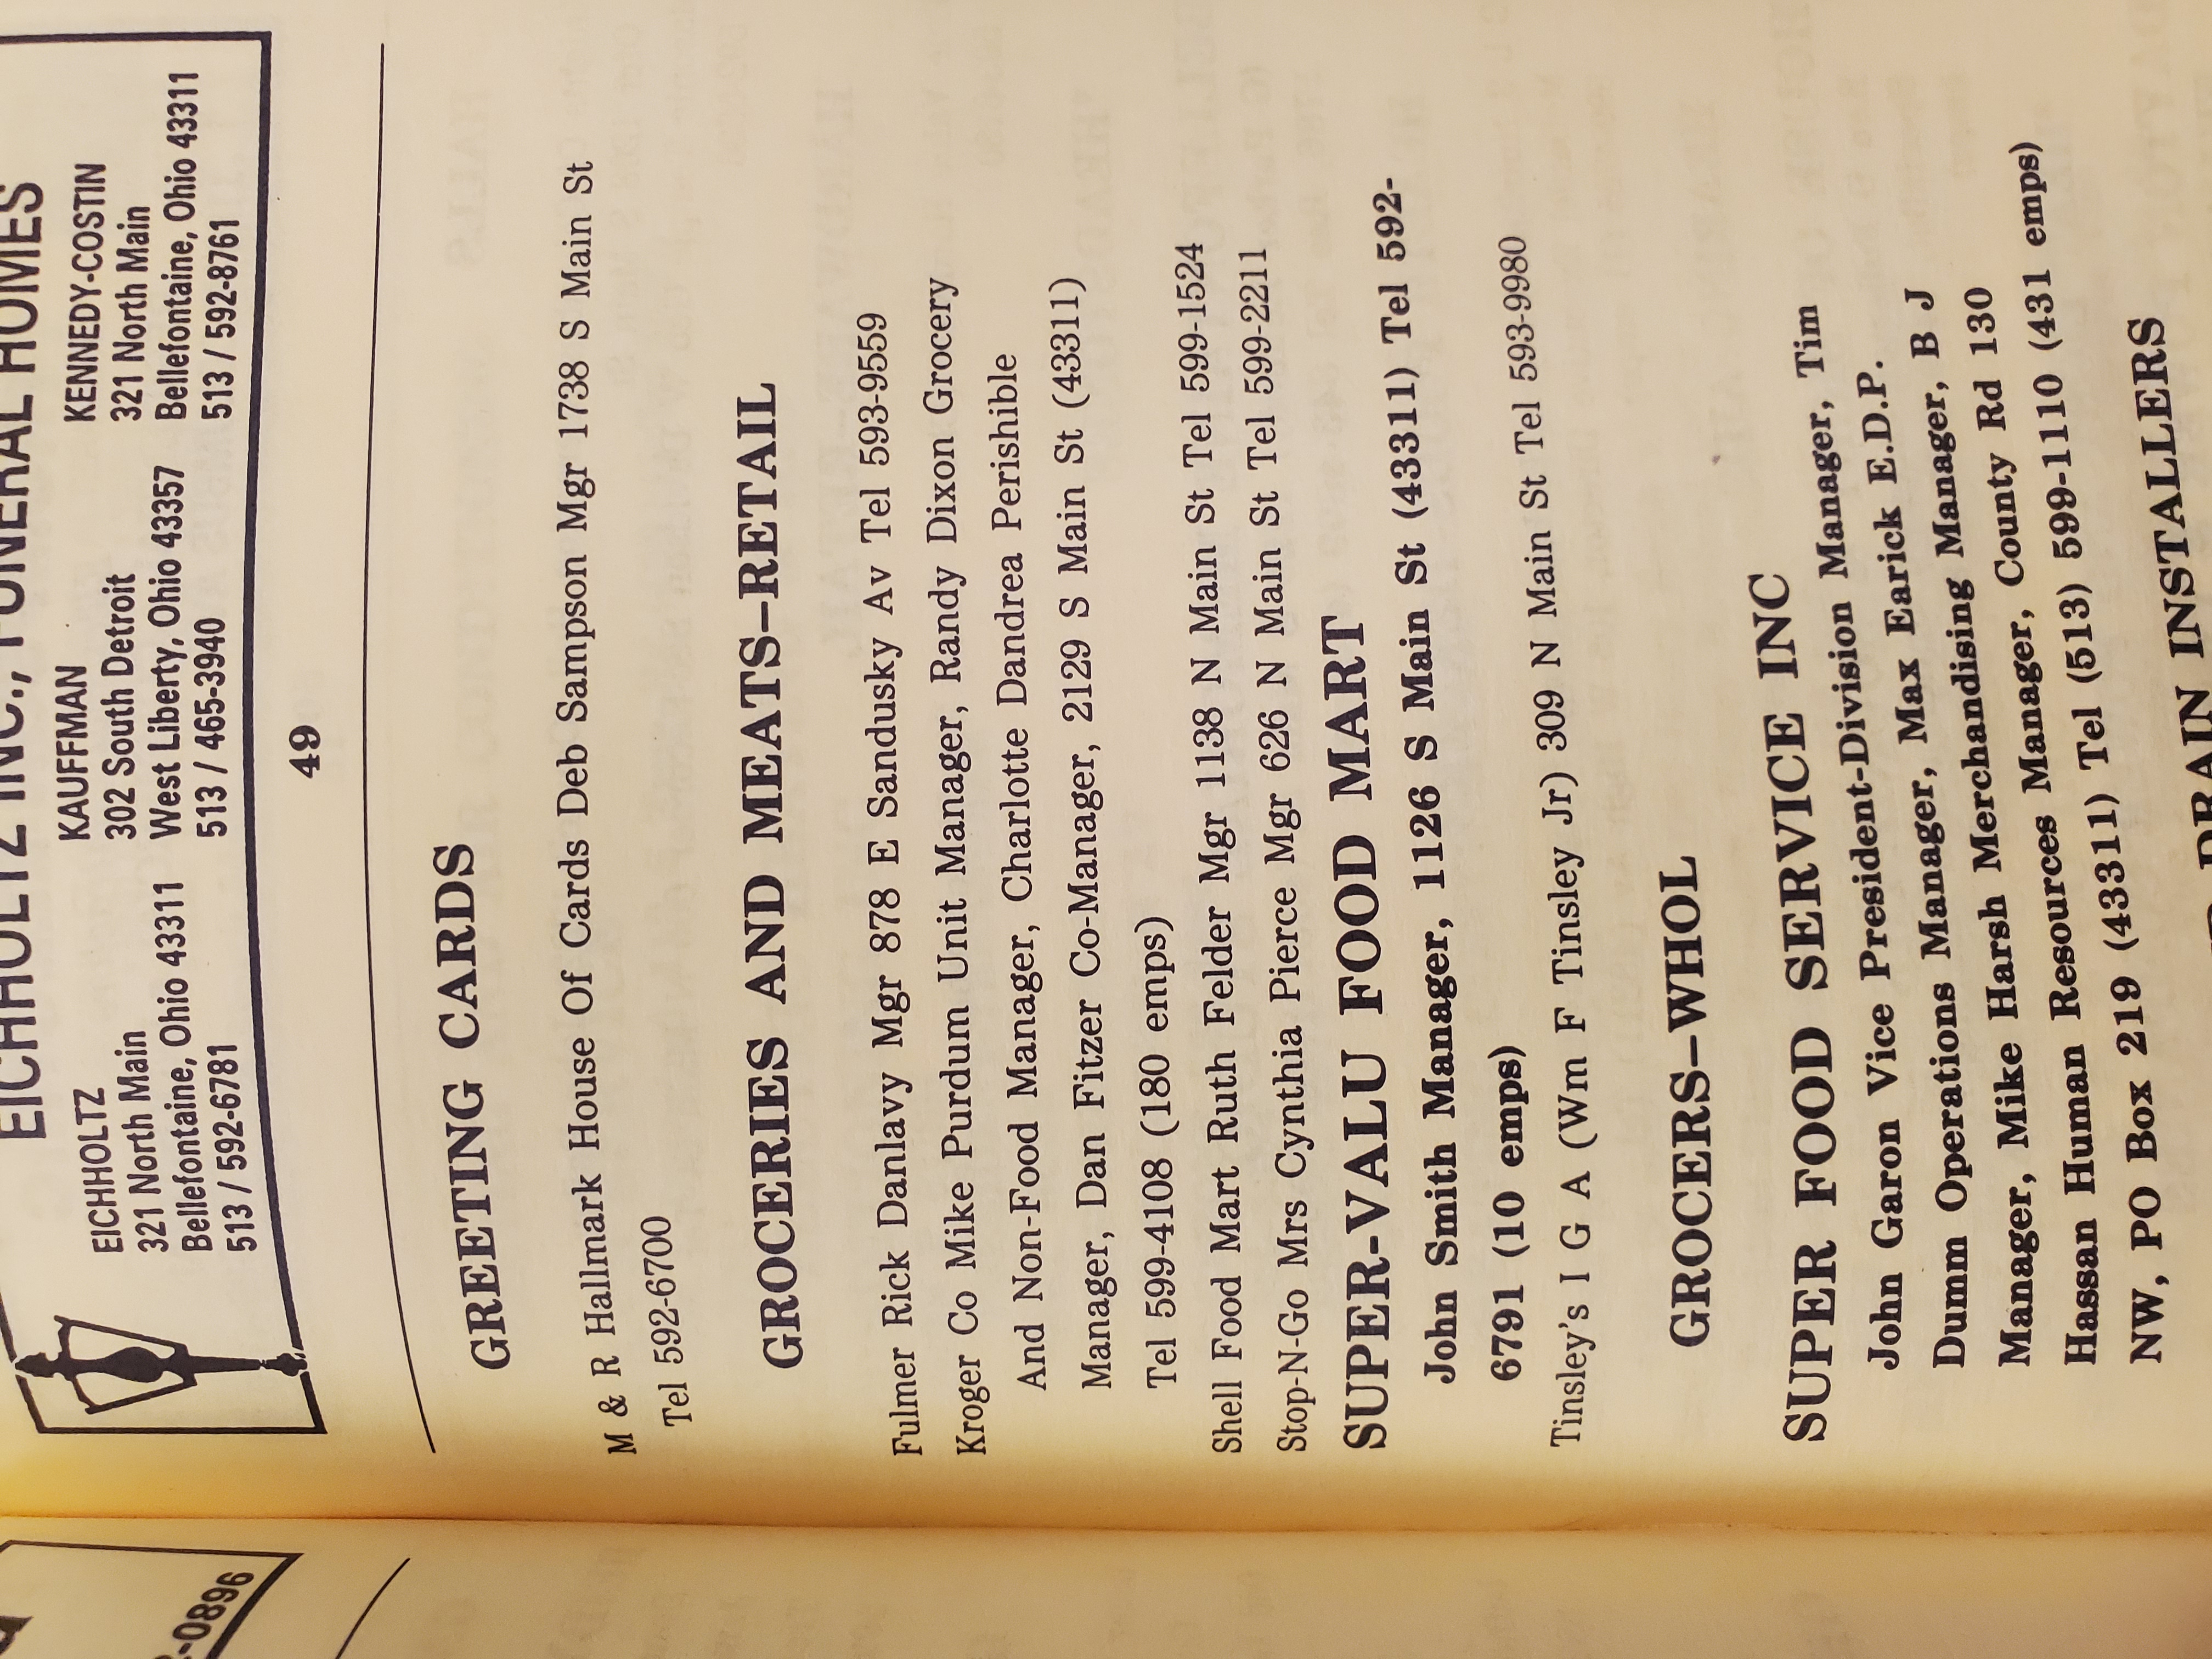 EICHHOLTZ INC., FUNERAL HOMES
EICHHOLTZ
321 North Main
Bellefontaine, Ohio 43311
513 / 592-6781
KAUFFMAN
302 South Detroit
West Liberty, Ohio 43357
513 / 465-3940
KENNEDY-COSTIN
321 North Main
Bellefontaine, Ohio 43311
513 / 592-8761
49
GREETING CARDS
M & R Hallmark House Of Cards Deb Sampson Mgr 1738 S Main St
Tel 592-6700
GROCERIES AND MEATS–RETAIL
Fulmer Rick Danlavy Mgr 878 E Sandusky Av Tel 593-9559
Kroger Co Mike Purdum Unit Manager, Randy Dixon Grocery
And Non-Food Manager, Charlotte Dandrea Perishible
Manager, Dan Fitzer Co-Manager, 2129 S Main St (43311)
Tel 599-4108 (180 emps)
Shell Food Mart Ruth Felder Mgr 1138 N Main St Tel 599-1524
Stop-N-Go Mrs Cynthia Pierce Mgr 626 N Main St Tel 599-2211
SUPER-VALU FOOD MART
John Smith Manager, 1126 S Main St (43311) Tel 592-
6791 (10 emps)
Tinsley's I G A (Wm F Tinsley Jr) 309 N Main St Tel 593-9980
GROCERS–WHOL
SUPER FOOD SERVICE INC
John Garon Vice President-Division Manager, Tim
Dumm Operations Manager, Max Earick E.D.P.
Manager, Mike Harsh Merchandising Manager, B J
Hassan Human Resources Manager, County Rd 130
NW, PO Box 219 (43311) Tel (513) 599-1110 (431 emps)
DRAIN INSTALLERS
-0896